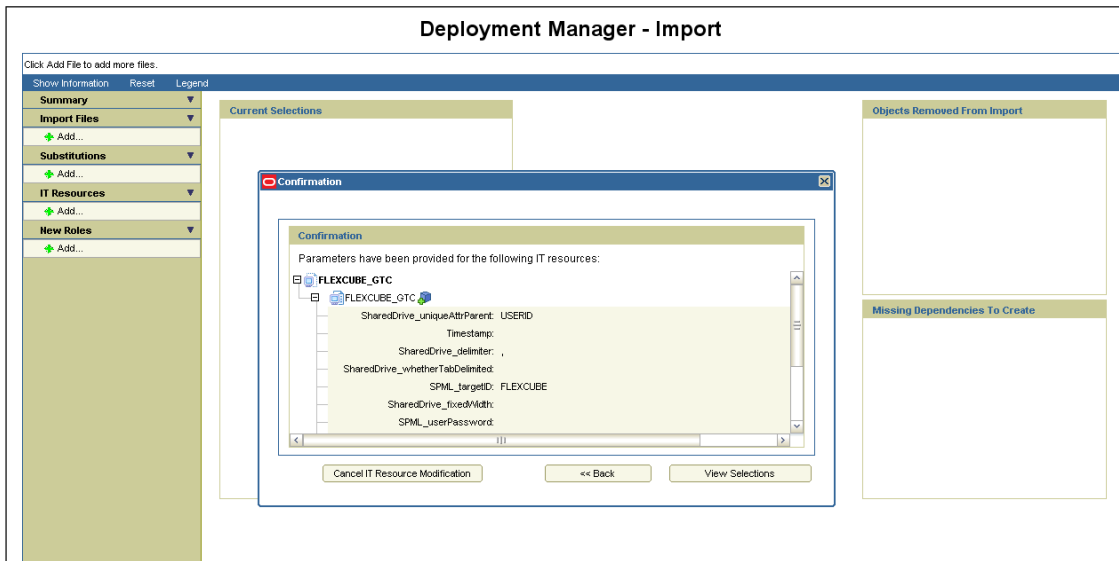 Deployment Manager - Import
Click Add File to add more files.
Show Information Reset Legend
Summary
Import Files
Add...
Substitutions
Add...
IT Resources
Add...
New Roles
Add...
Current Selections
Objects Removed From Import
Missing Dependencies To Create
Confirmation
Confirmation
Parameters have been provided for the following IT resources:
FLEXCUBE_GTC
FLEXCUBE_GTC
SharedDrive_uniqueAttrParent: USERID
Timestamp:
SharedDrive_delimiter: ,
SharedDrive_whetherTabDelimited:
SPML_targetID: FLEXCUBE
SharedDrive_fixedWidth:
SPML_userPassword:
Cancel IT Resource Modification << Back View Selections